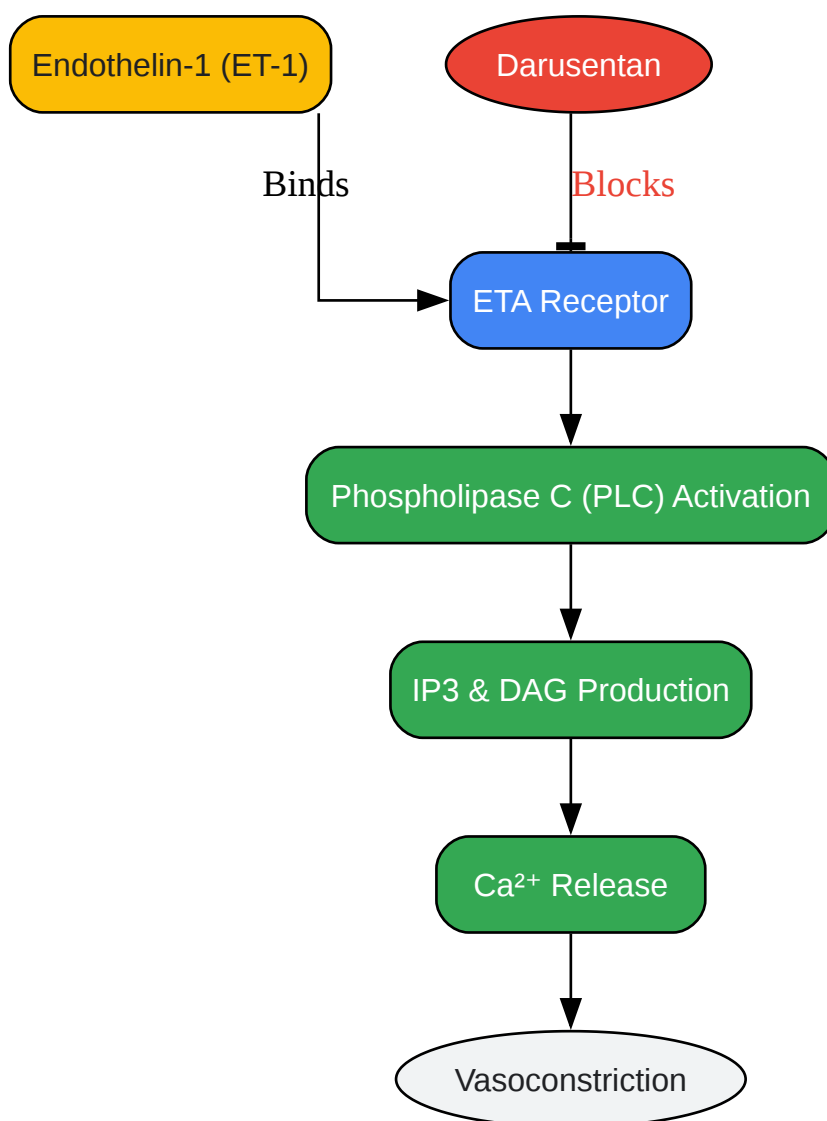 Endothelin-1 (ET-1)
Darusentan
Binds
Blocks
ETA Receptor
Phospholipase C (PLC) Activation
IP3 & DAG Production
Ca²⁺ Release
Vasoconstriction